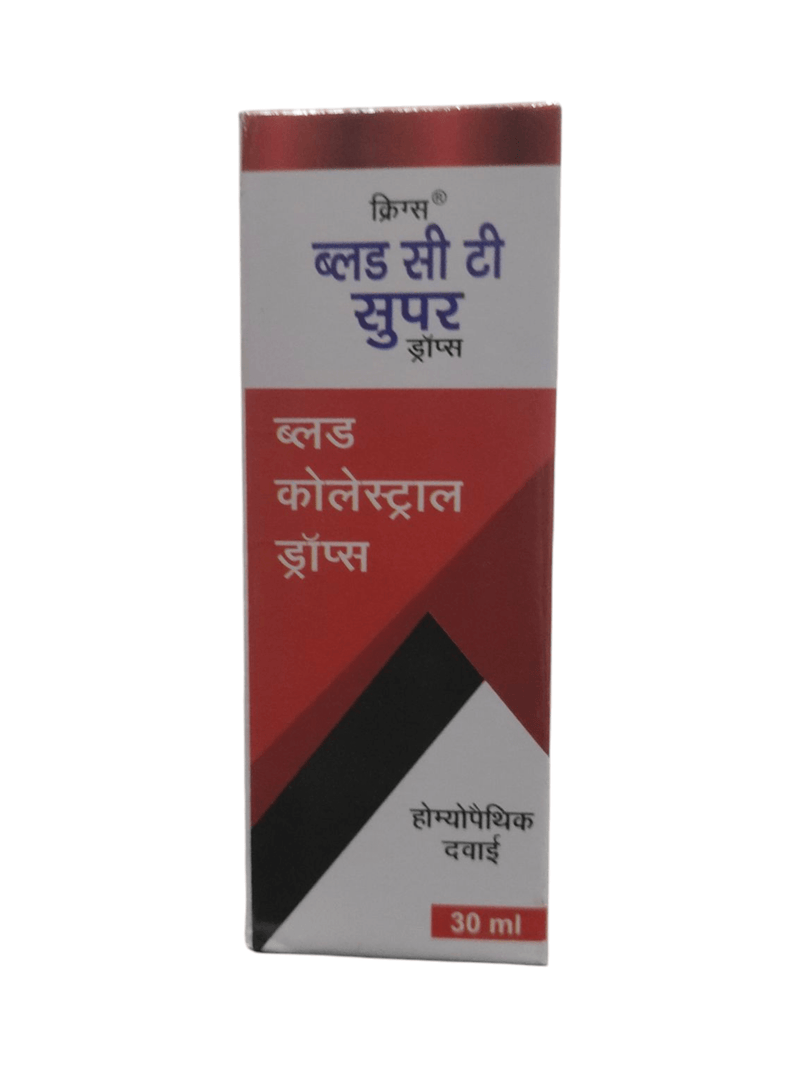 क्रिग्स®
ब्लड सी टी
सुपर
ड्रॉप्स
ब्लड
कोलेस्ट्राल
ड्रॉप्स
होम्योपैथिक
दवाई
30 ml